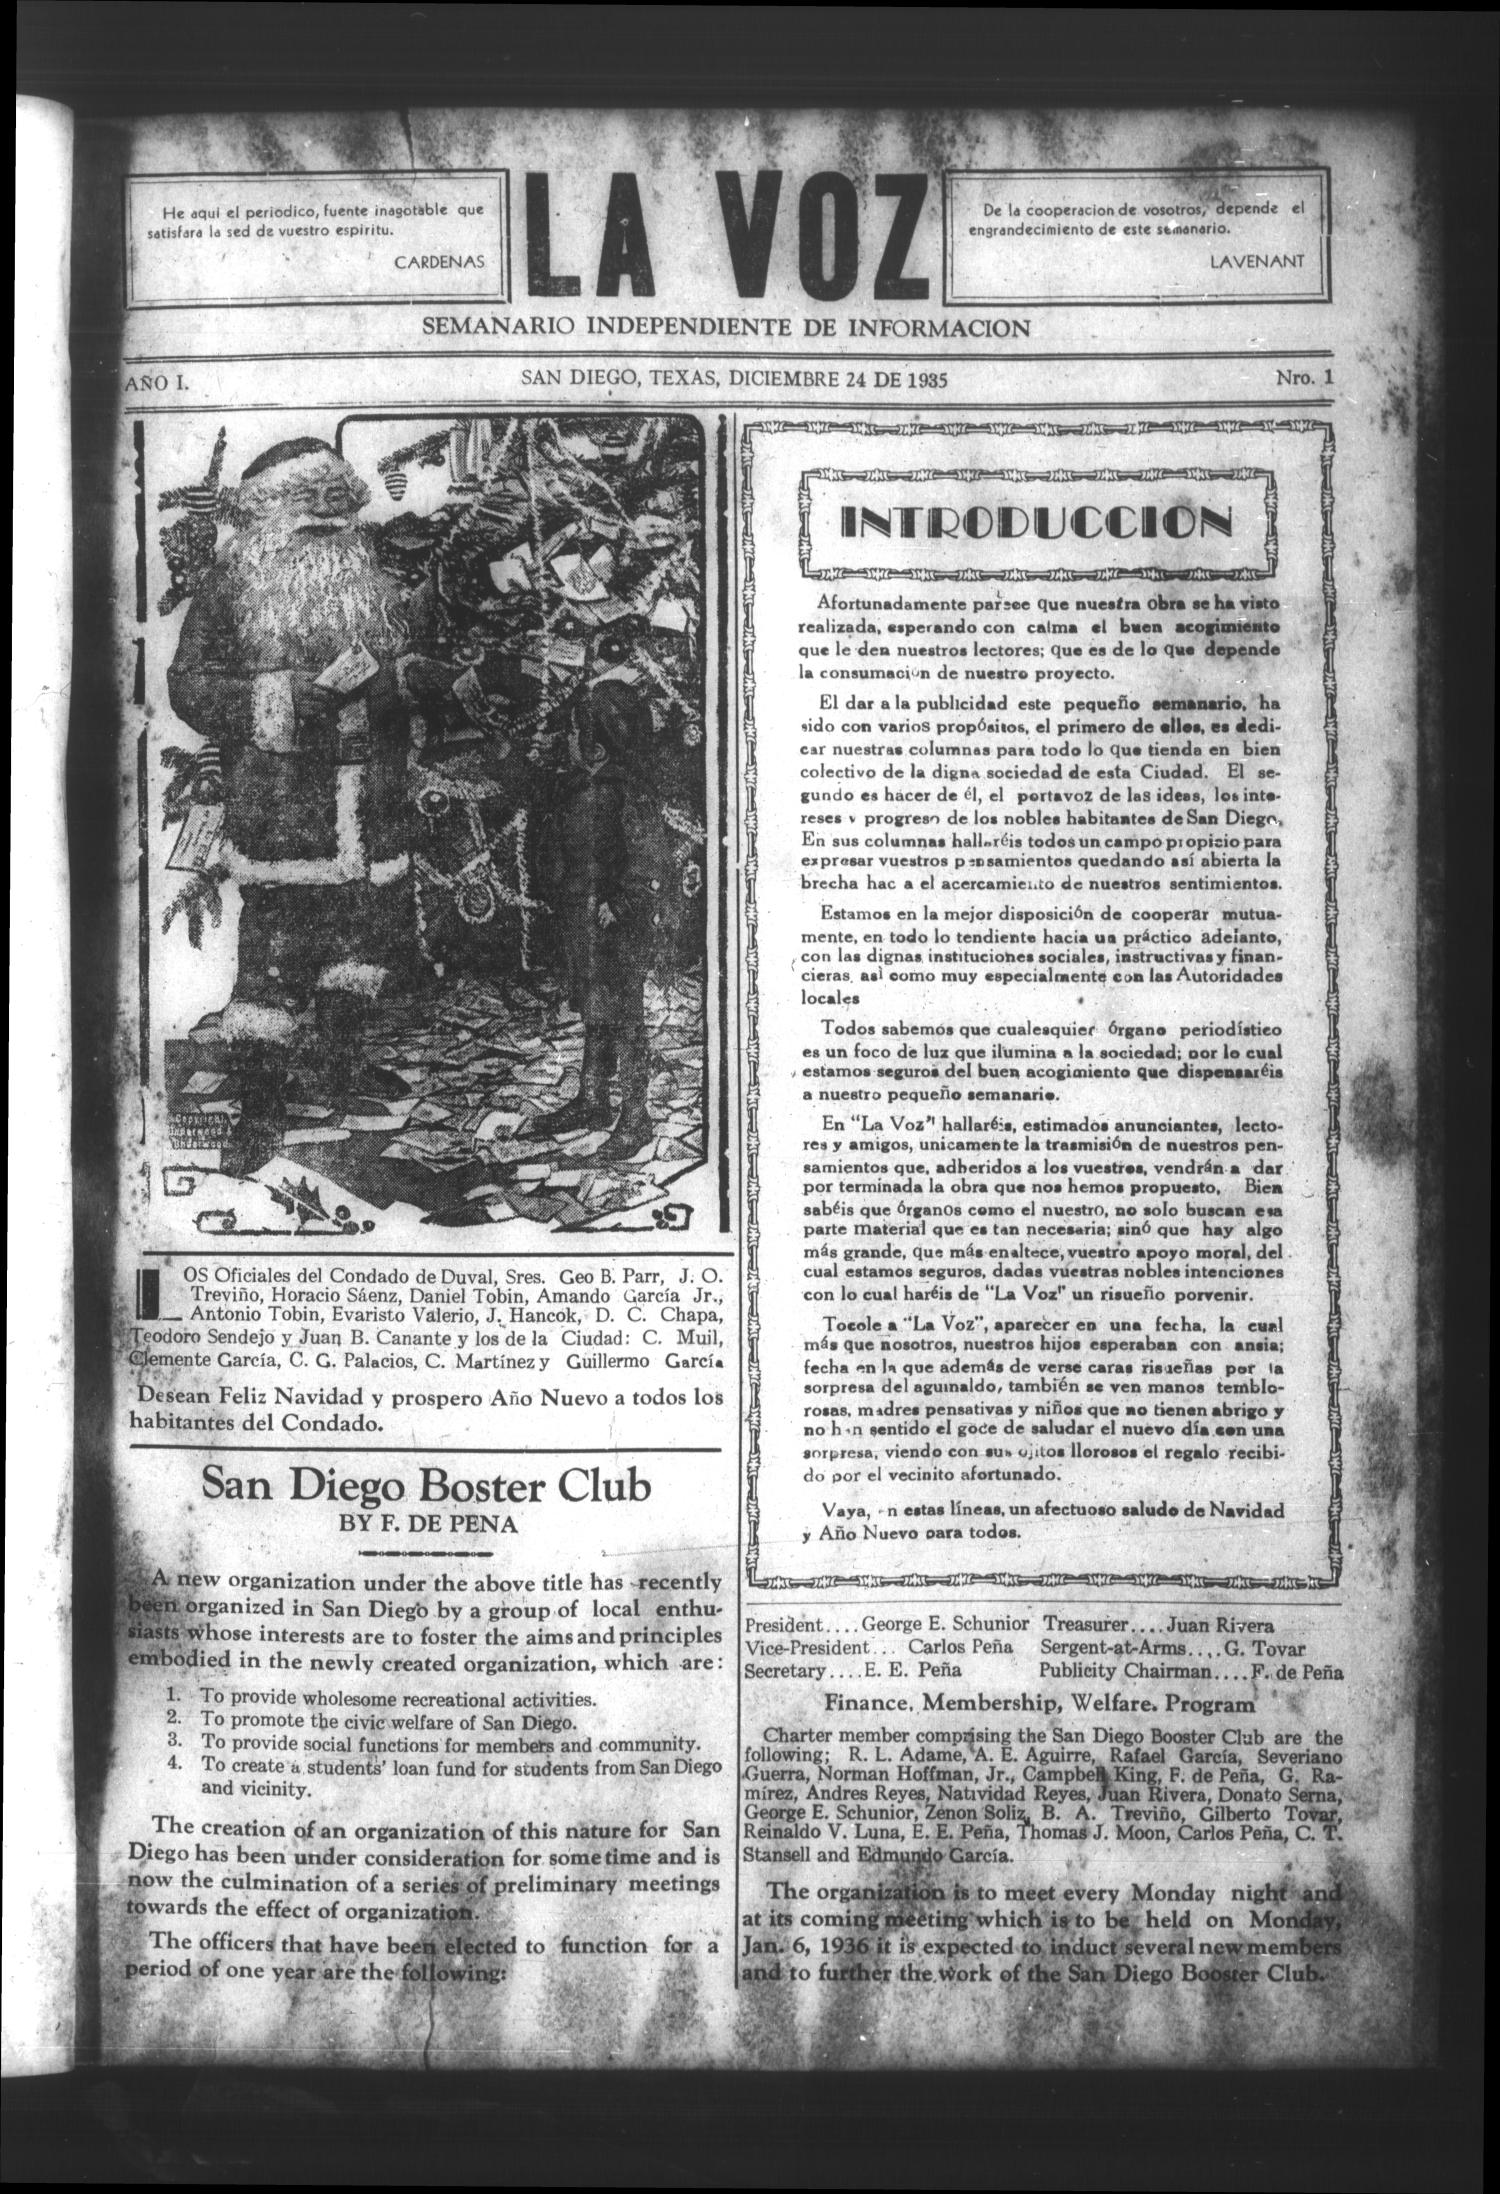 He aqui el periodico, fuente inagotable que
satisfara la sed de vuestro espiritu.
CARDENAS
LA VOZ
De la cooperacion de vosotros, depende el
engrandecimiento de este semanario.
LAVENANT
SEMANARIO INDEPENDIENTE DE INFORMACION
AÑO I.
SAN DIEGO, TEXAS, DICIEMBRE 24 DE 1935
Nro. 1
Copyright
Underwood &
Underwood
LOS Oficiales del Condado de Duval, Sres. Geo B. Parr, J. O.
Treviño, Horacio Sáenz, Daniel Tobin, Amando García Jr.,
Antonio Tobin, Evaristo Valerio, J. Hancok, D. C. Chapa,
Teodoro Sendejo y Juan B. Canante y los de la Ciudad: C. Muil,
Clemente García, C. G. Palacios, C. Martínez y Guillermo García
Desean Feliz Navidad y prospero Año Nuevo a todos los
habitantes del Condado.
San Diego Boster Club
BY F. DE PENA
A new organization under the above title has recently
been organized in San Diego by a group of local enthu-
siasts whose interests are to foster the aims and principles
embodied in the newly created organization, which are:
1. To provide wholesome recreational activities.
2. To promote the civic welfare of San Diego.
3. To provide social functions for members and community.
4. To create a students' loan fund for students from San Diego
and vicinity.
The creation of an organization of this nature for San
Diego has been under consideration for some time and is
now the culmination of a series of preliminary meetings
towards the effect of organization.
The officers that have been elected to function for a
period of one year are the following:
INTRODUCCION
Afortunadamente parece que nuestra obra se ha visto
realizada, esperando con calma el buen acogimiento
que le den nuestros lectores; que es de lo que depende
la consumación de nuestro proyecto.
El dar a la publicidad este pequeño semanario, ha
sido con varios propósitos, el primero de ellos, es dedi-
car nuestras columnas para todo lo que tienda en bien
colectivo de la digna sociedad de esta Ciudad. El se-
gundo es hacer de él, el portavoz de las ideas, los inte-
reses y progreso de los nobles habitantes de San Diego,
En sus columnas hallaréis todos un campo propizio para
expresar vuestros pensamientos quedando así abierta la
brecha hac a el acercamiento de nuestros sentimientos.
Estamos en la mejor disposición de cooperar mutua-
mente, en todo lo tendiente hacia un práctico adelanto,
con las dignas instituciones sociales, instructivas y finan-
cieras, así como muy especialmente con las Autoridades
locales
Todos sabemos que cualesquier órgano periodístico
es un foco de luz que ilumina a la sociedad; por lo cual
estamos seguros del buen acogimiento que dispensaréis
a nuestro pequeño semanario.
En "La Voz" hallaréis, estimados anunciantes, lecto-
res y amigos, unicamente la trasmisión de nuestros pen-
samientos que, adheridos a los vuestros, vendrán a dar
por terminada la obra que nos hemos propuesto, Bien
sabéis que órganos como el nuestro, no solo buscan esa
parte material que es tan necesaria; sinó que hay algo
más grande, que más enaltece, vuestro apoyo moral, del
cual estamos seguros, dadas vuestras nobles intenciones
con lo cual haréis de "La Voz" un risueño porvenir.
Tocole a "La Voz", aparecer en una fecha, la cual
más que nosotros, nuestros hijos esperaban con ansia;
fecha en la que además de verse caras risueñas por la
sorpresa del aguinaldo, también se ven manos temblo-
rosas, madres pensativas y niños que no tienen abrigo y
no han sentido el goce de saludar el nuevo día con una
sorpresa, viendo con sus ojitos llorosos el regalo recibi-
do por el vecinito afortunado.
Vaya, en estas líneas, un afectuoso saludo de Navidad
y Año Nuevo para todos.
President.... George E. Schunior Treasurer.... Juan Rivera
Vice-President... Carlos Peña Sergent-at-Arms.... G. Tovar
Secretary.... E. E. Peña Publicity Chairman.... F. de Peña
Finance, Membership, Welfare. Program
Charter member comprising the San Diego Booster Club are the
following; R. L. Adame, A. E. Aguirre, Rafael García, Severiano
Guerra, Norman Hoffman, Jr., Campbell King, F. de Peña, G. Ra-
mírez, Andres Reyes, Natividad Reyes, Juan Rivera, Donato Serna,
George E. Schunior, Zenon Soliz, B. A. Treviño, Gilberto Tovar,
Reinaldo V. Luna, E. E. Peña, Thomas J. Moon, Carlos Peña, C. T.
Stansell and Edmundo García.
The organization is to meet every Monday night and
at its coming meeting which is to be held on Monday,
Jan. 6, 1936 it is expected to induct several new members
and to further the work of the San Diego Booster Club.